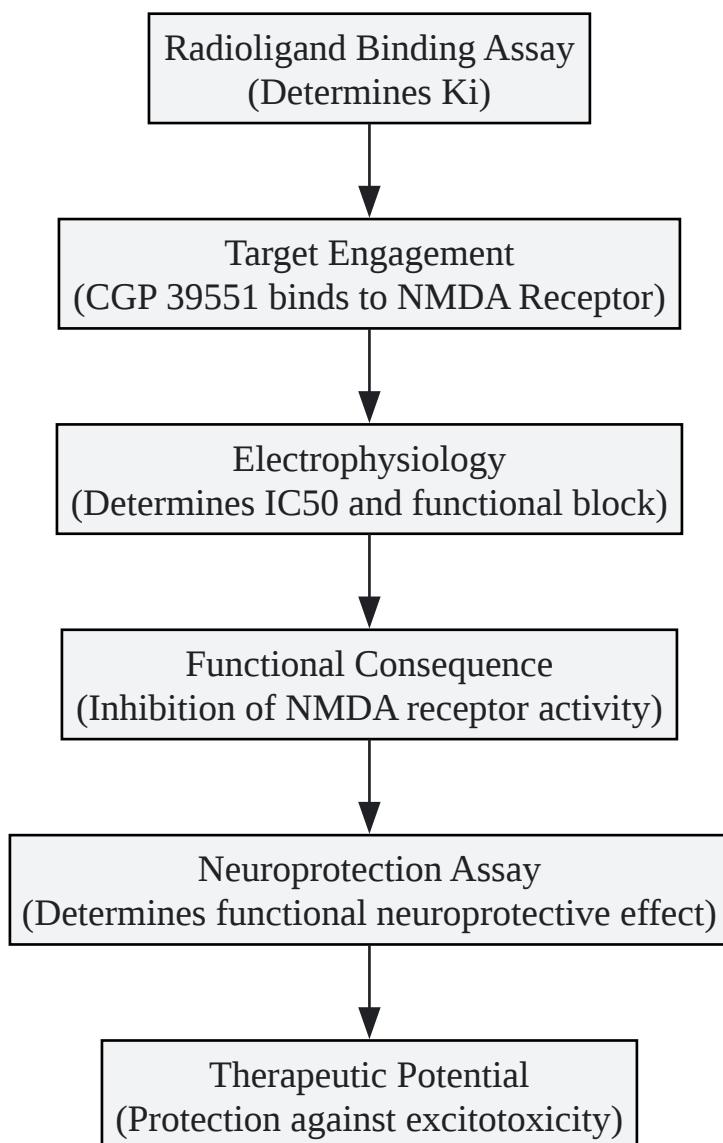 Radioligand Binding Assay
(Determines Ki)
Target Engagement
(CGP 39551 binds to NMDA Receptor)
Electrophysiology
(Determines IC50 and functional block)
Functional Consequence
(Inhibition of NMDA receptor activity)
Neuroprotection Assay
(Determines functional neuroprotective effect)
Therapeutic Potential
(Protection against excitotoxicity)